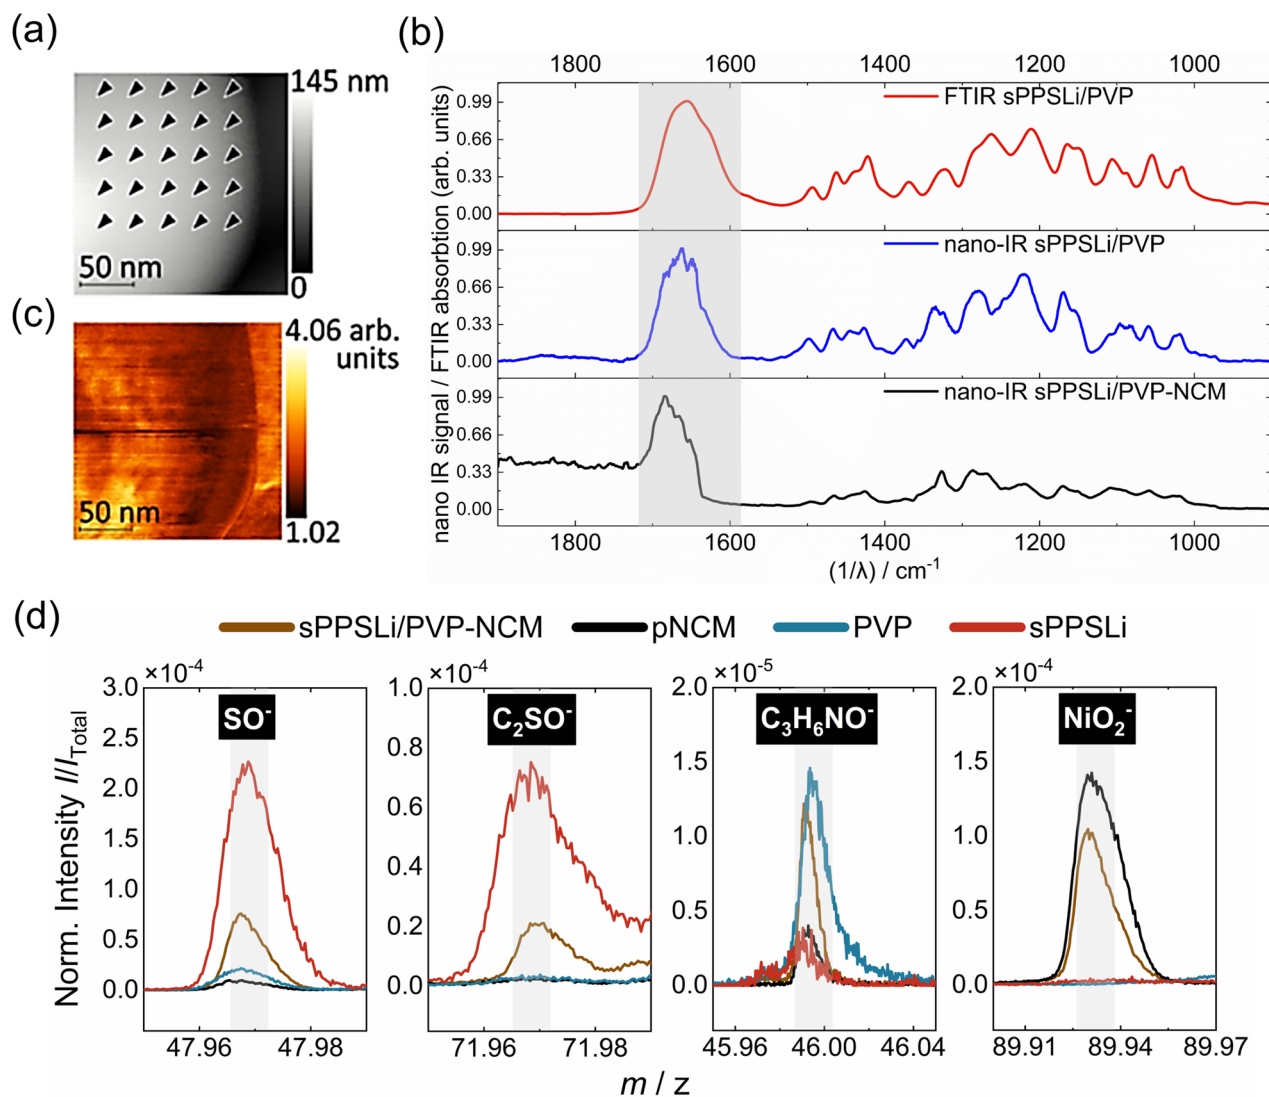 (a)
145 nm
50 nm
0
(b)
1800 1600 1400 1200 1000
nano IR signal / FTIR absorbtion (arb. units)
0.99
0.66
0.33
0.00
FTIR sPPSLi/PVP
0.99
0.66
0.33
0.00
nano-IR sPPSLi/PVP
0.99
0.66
0.33
0.00
nano-IR sPPSLi/PVP-NCM
1800 1600 1400 1200 1000
(1/λ) / cm⁻¹
(c)
4.06 arb.
units
50 nm
1.02
(d)
sPPSLi/PVP-NCM pNCM PVP sPPSLi
Norm. Intensity I/I_Total
×10⁻⁴
3.0
2.5
2.0
1.5
1.0
0.5
0.0
SO⁻
47.96 47.98
×10⁻⁴
1.0
0.8
0.6
0.4
0.2
0.0
C₂SO⁻
71.96 71.98
×10⁻⁵
2.0
1.5
1.0
0.5
0.0
C₃H₆NO⁻
45.96 46.00 46.04
×10⁻⁴
2.0
1.5
1.0
0.5
0.0
NiO₂⁻
89.91 89.94 89.97
m / z